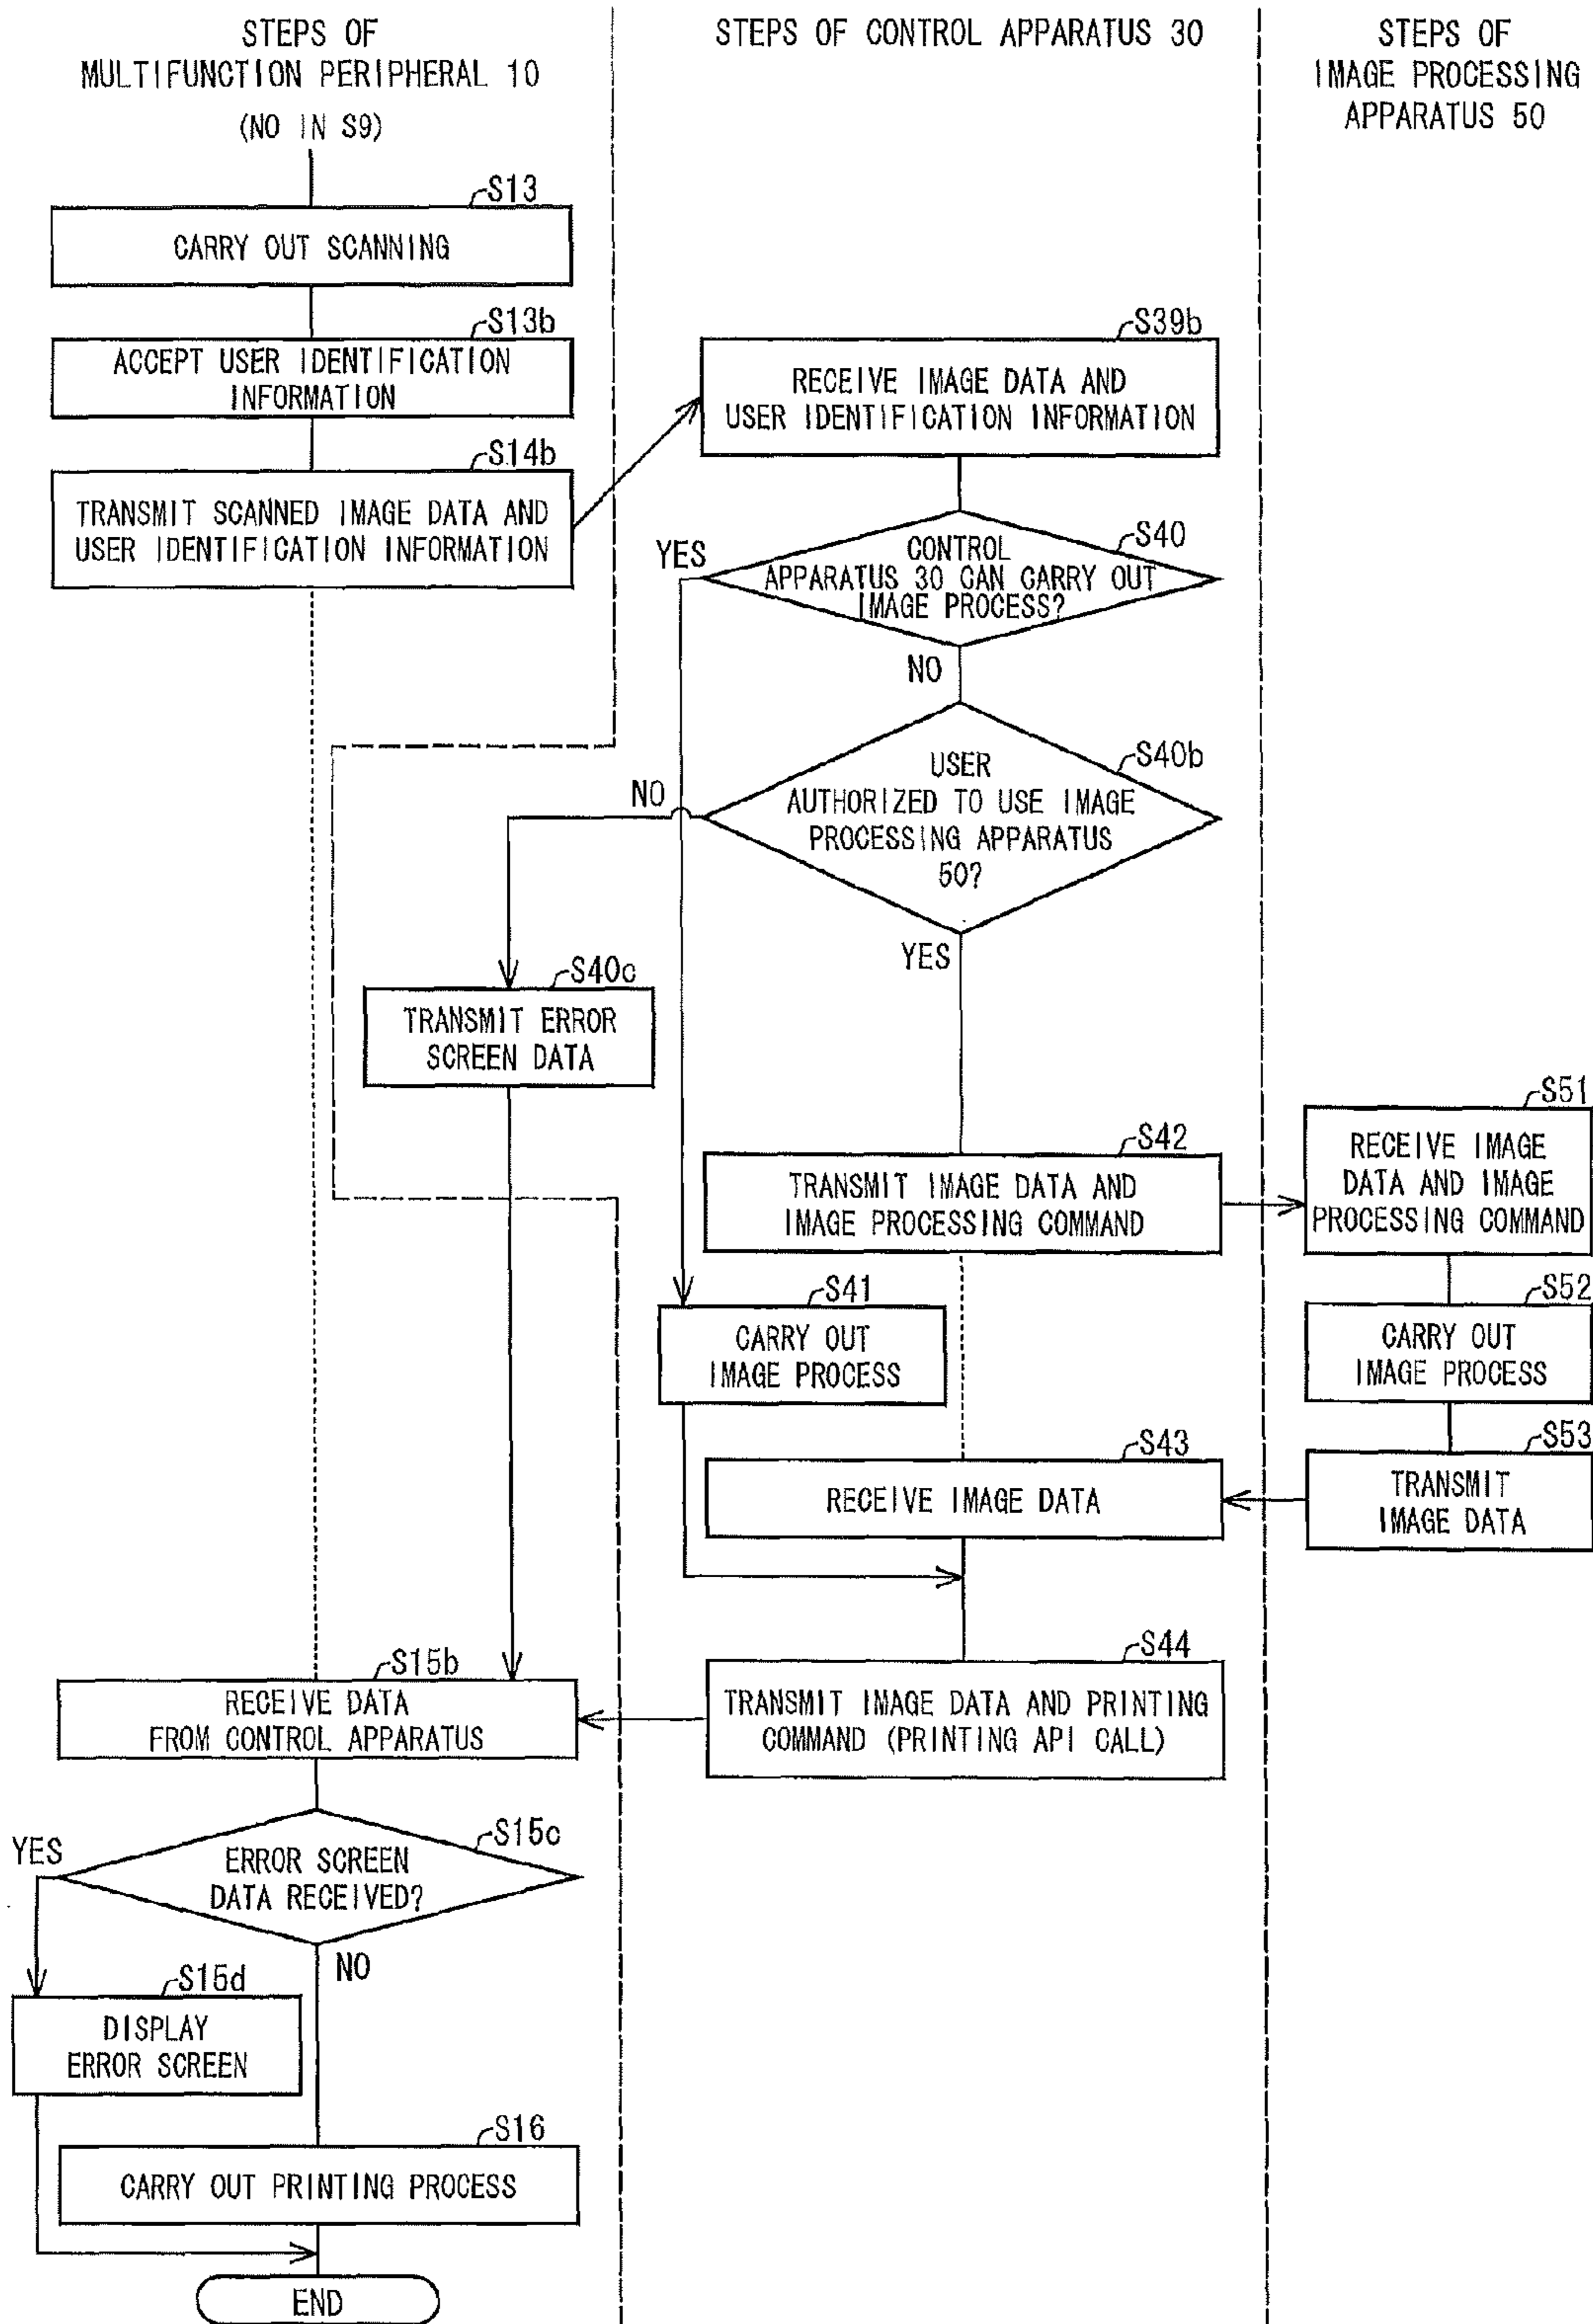 STEPS OF
MULTIFUNCTION PERIPHERAL 10
(NO IN S9)
STEPS OF CONTROL APPARATUS 30
STEPS OF
IMAGE PROCESSING
APPARATUS 50
S13
CARRY OUT SCANNING
S13b
ACCEPT USER IDENTIFICATION
INFORMATION
S14b
TRANSMIT SCANNED IMAGE DATA AND
USER IDENTIFICATION INFORMATION
S39b
RECEIVE IMAGE DATA AND
USER IDENTIFICATION INFORMATION
S40
YES
CONTROL
APPARATUS 30 CAN CARRY OUT
IMAGE PROCESS?
NO
S40b
NO
USER
AUTHORIZED TO USE IMAGE
PROCESSING APPARATUS
50?
YES
S40c
TRANSMIT ERROR
SCREEN DATA
S42
TRANSMIT IMAGE DATA AND
IMAGE PROCESSING COMMAND
S51
RECEIVE IMAGE
DATA AND IMAGE
PROCESSING COMMAND
S41
CARRY OUT
IMAGE PROCESS
S52
CARRY OUT
IMAGE PROCESS
S43
RECEIVE IMAGE DATA
S53
TRANSMIT
IMAGE DATA
S15b
RECEIVE DATA
FROM CONTROL APPARATUS
S44
TRANSMIT IMAGE DATA AND PRINTING
COMMAND (PRINTING API CALL)
S15c
YES
ERROR SCREEN
DATA RECEIVED?
NO
S15d
DISPLAY
ERROR SCREEN
S16
CARRY OUT PRINTING PROCESS
END